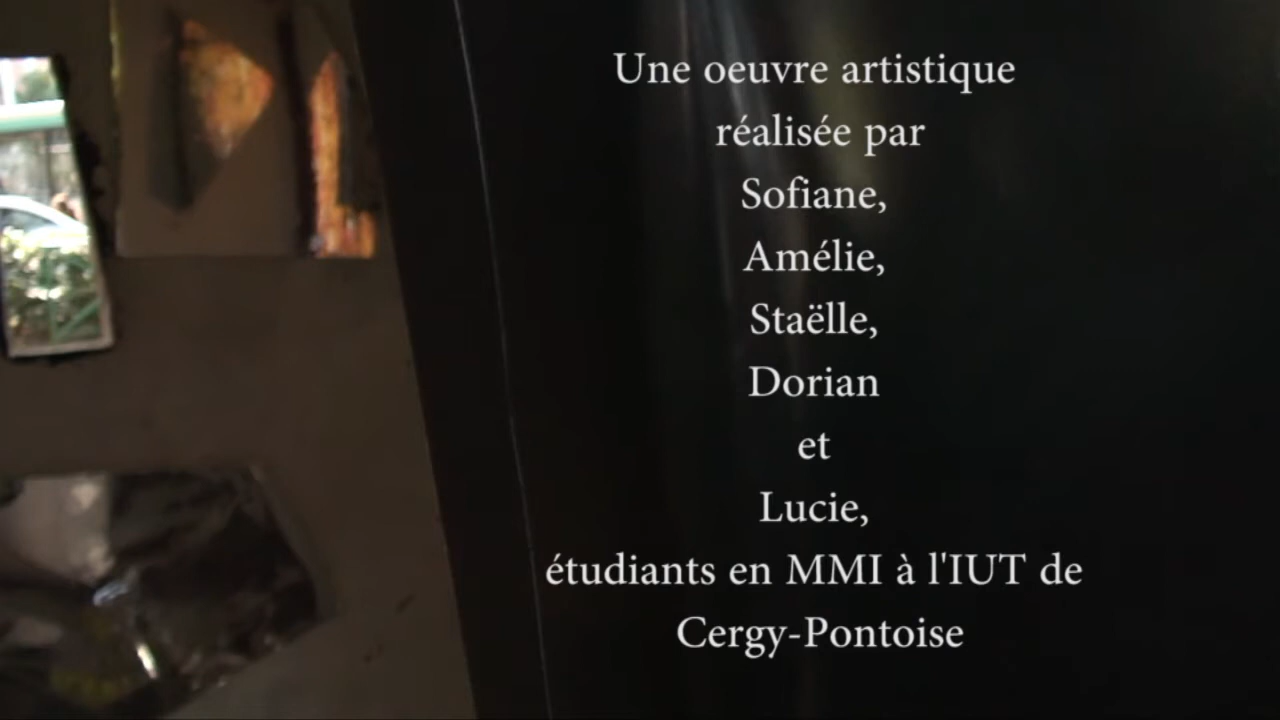 Une oeuvre artistique
réalisée par
Sofiane,
Amélie,
Staëlle,
Dorian
et
Lucie,
étudiants en MMI à l'IUT de
Cergy-Pontoise